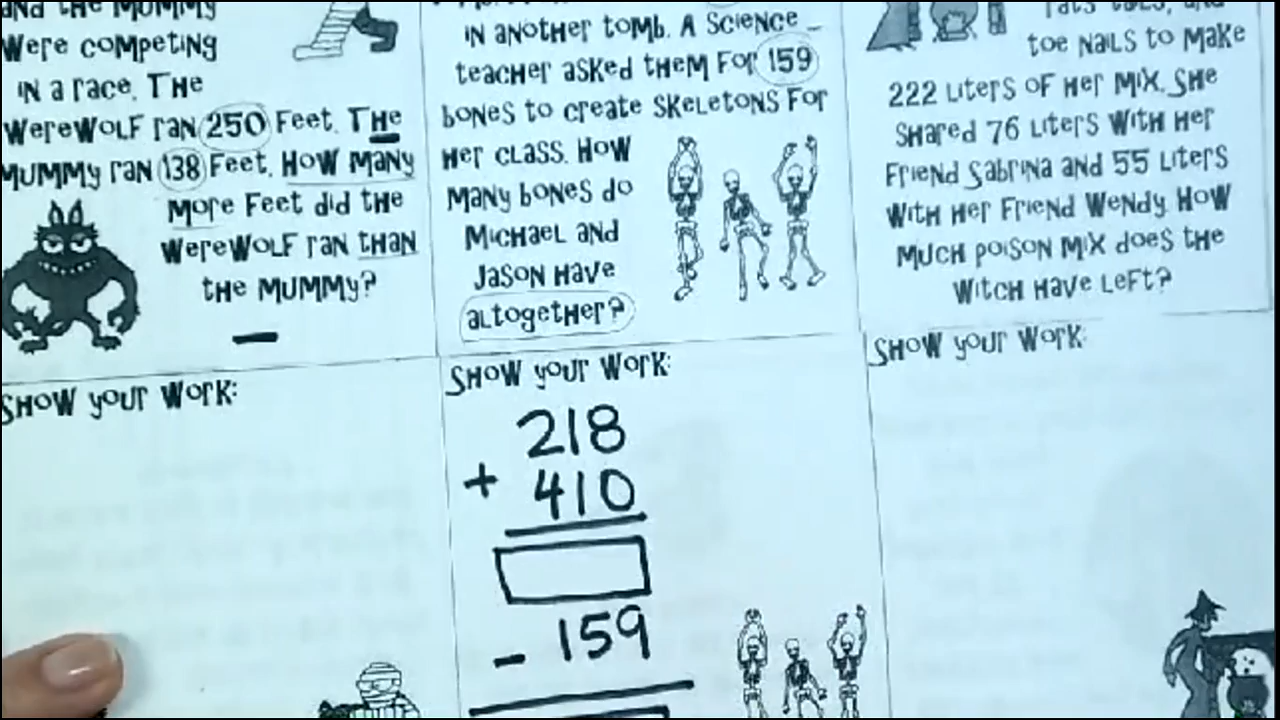 and the Mummy
were competing
in a race. The
Werewolf ran 250 feet. The
Mummy ran 138 feet. How many
more feet did the
werewolf ran than
the Mummy?
Show your work:
in another tomb. A Science
teacher asked them for 159
bones to create skeletons for
her class. How
many bones do
Michael and
Jason have
altogether?
Show your work:
218
+ 410
- 159
toe nails to make
222 liters of her mix. She
shared 76 liters with her
friend Sabrina and 55 liters
with her friend Wendy. How
much poison mix does the
witch have left?
Show your work: